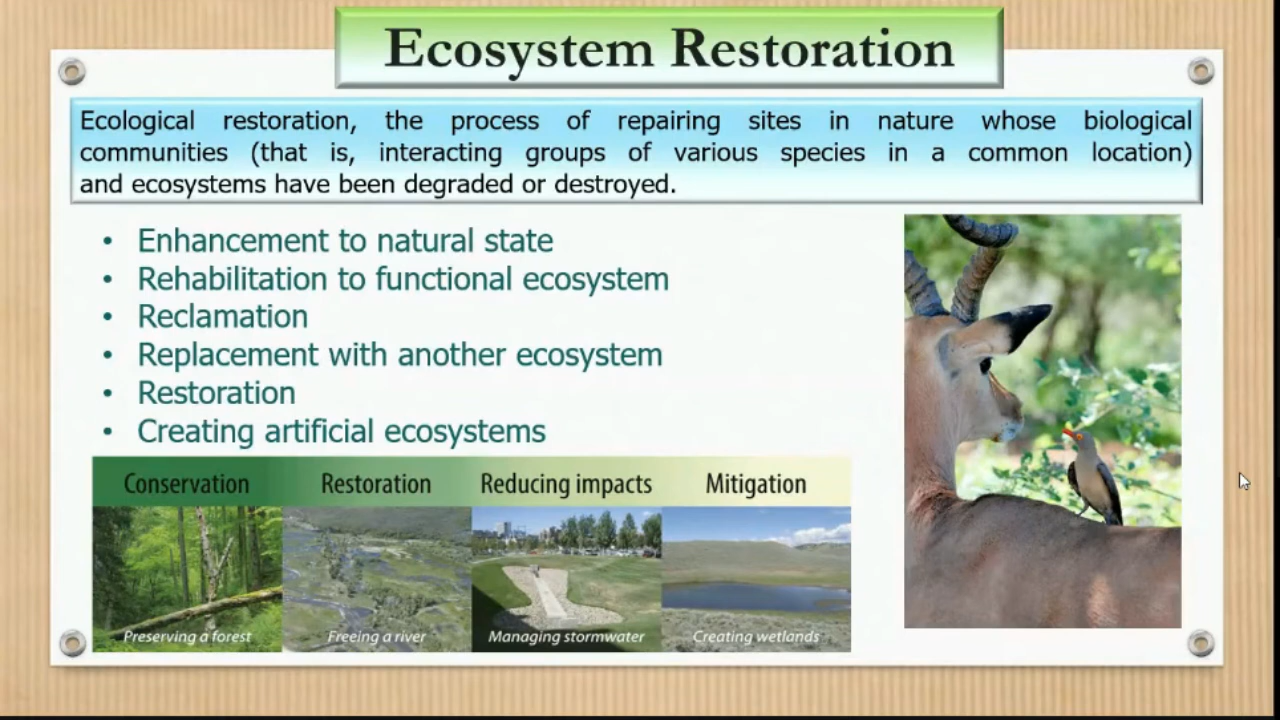 Ecosystem Restoration
Ecological restoration, the process of repairing sites in nature whose biological
communities (that is, interacting groups of various species in a common location)
and ecosystems have been degraded or destroyed.
• Enhancement to natural state
• Rehabilitation to functional ecosystem
• Reclamation
• Replacement with another ecosystem
• Restoration
• Creating artificial ecosystems
Conservation Restoration Reducing impacts Mitigation
Preserving a forest Freeing a river Managing stormwater Creating wetlands